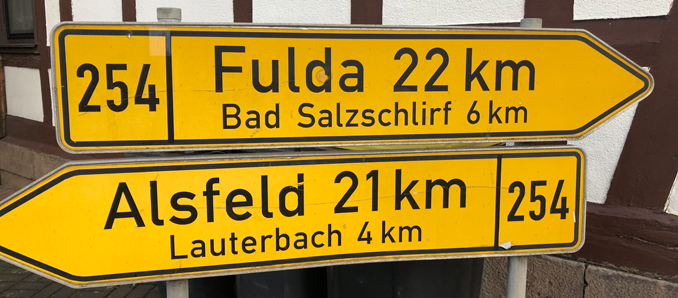 254
Fulda 22 km
Bad Salzschlirf 6 km
Alsfeld 21 km
Lauterbach 4 km
254